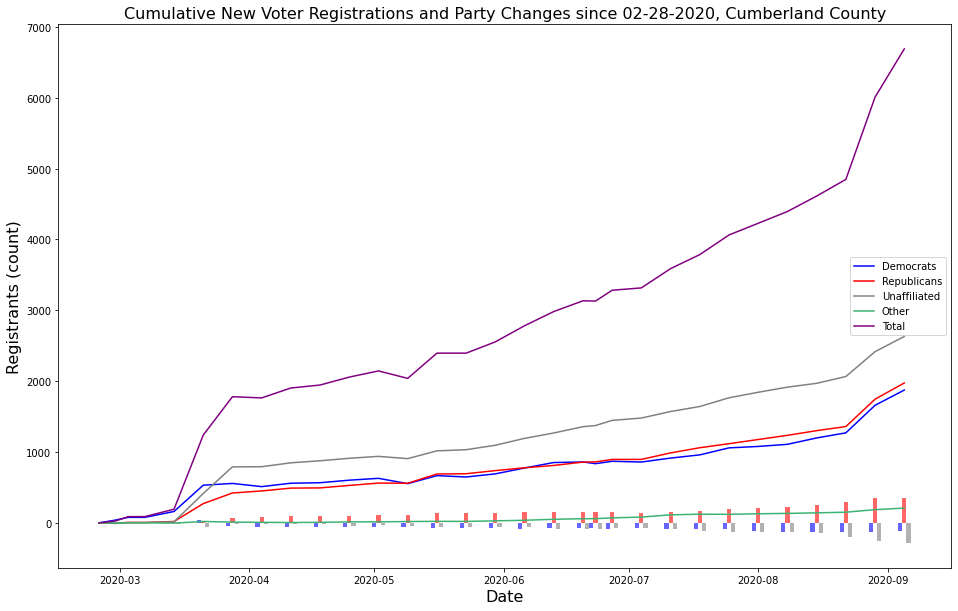 Cumulative New Voter Registrations and Party Changes since 02-28-2020, Cumberland County
7000
6000
5000
4000
3000
2000
1000
0
Registrants (count)
Democrats
Republicans
Unaffiliated
Other
Total
2020-03
2020-04
2020-05
2020-06
2020-07
2020-08
2020-09
Date